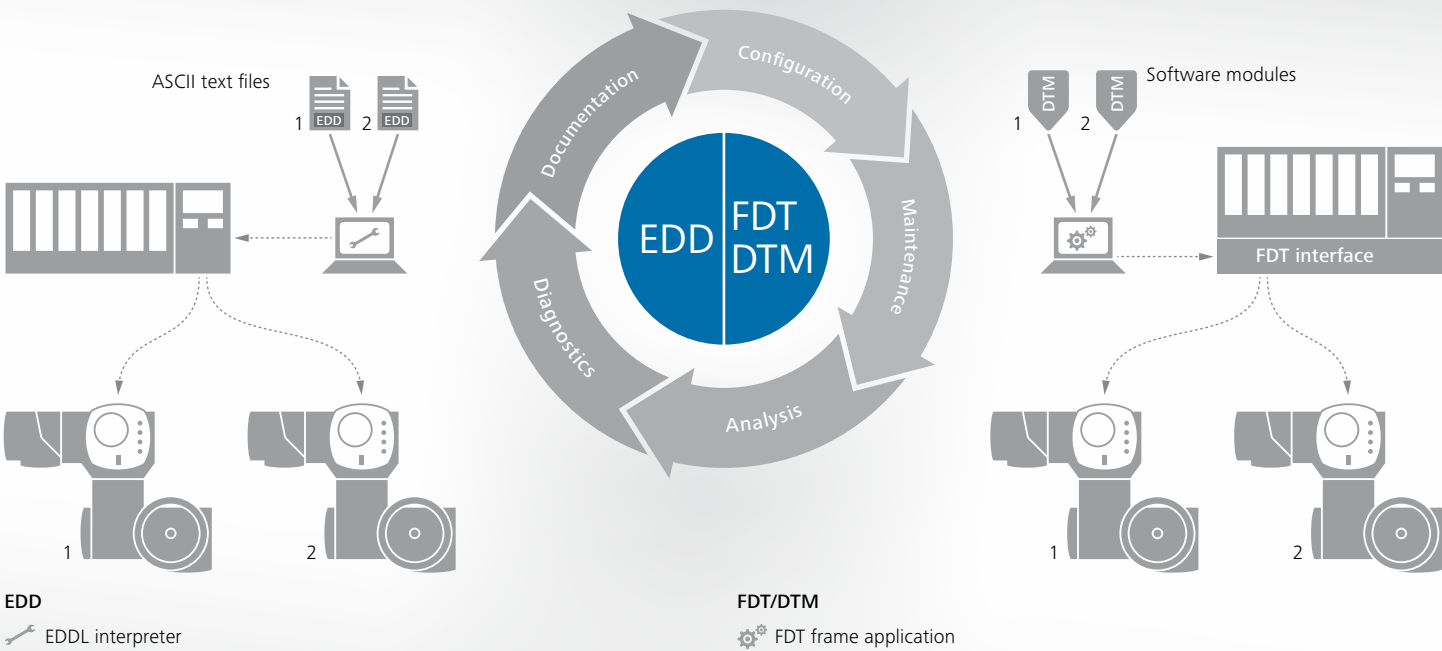 ASCII text files
1
EDD
2
EDD
Configuration
Maintenance
Analysis
Diagnostics
Documentation
EDD
FDT
DTM
Software modules
1
DTM
2
DTM
FDT interface
1
2
1
2
EDD
EDDL interpreter
FDT/DTM
FDT frame application